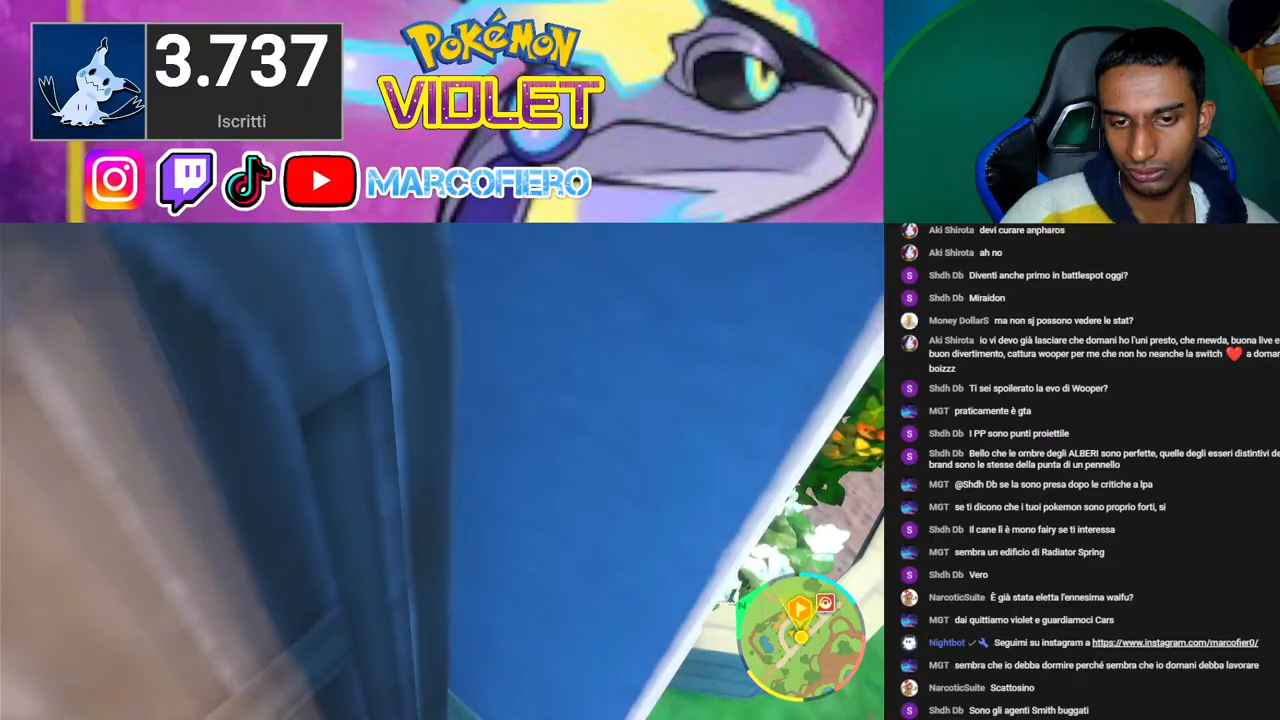 3.737
Iscritti
POKéMON
VIOLET
MARCOFIERO
Aki Shirota devi curare anpharos
Aki Shirota ah no
S Shdh Db Diventi anche primo in battlespot oggi?
S Shdh Db Miraidon
Money DollarS ma non sj possono vedere le stat?
Aki Shirota io vi devo già lasciare che domani ho l'uni presto, che mewda, buona live e
buon divertimento, cattura wooper per me che non ho neanche la switch ❤️ a
boizzz
S Shdh Db Ti sei spoilerato la evo di Wooper?
MGT praticamente è gta
S Shdh Db I PP sono punti proiettile
S Shdh Db Bello che le ombre degli ALBERI sono perfette, quelle degli esseri distintivi
brand sono le stesse della punta di un pennello
MGT @Shdh Db se la sono presa dopo le critiche a lpa
MGT se ti dicono che i tuoi pokemon sono proprio forti, si
S Shdh Db Il cane lì è mono fairy se ti interessa
MGT sembra un edificio di Radiator Spring
S Shdh Db Vero
NarcoticSuite È già stata eletta l'ennesima waifu?
MGT dai quittiamo violet e guardiamoci Cars
Nightbot Seguimi su instagram a https://www.instagram.com/marcofier0/
MGT sembra che io debba dormire perché sembra che io domani debba lavorare
NarcoticSuite Scattosino
S Shdh Db Sono gli agenti Smith buggati
N